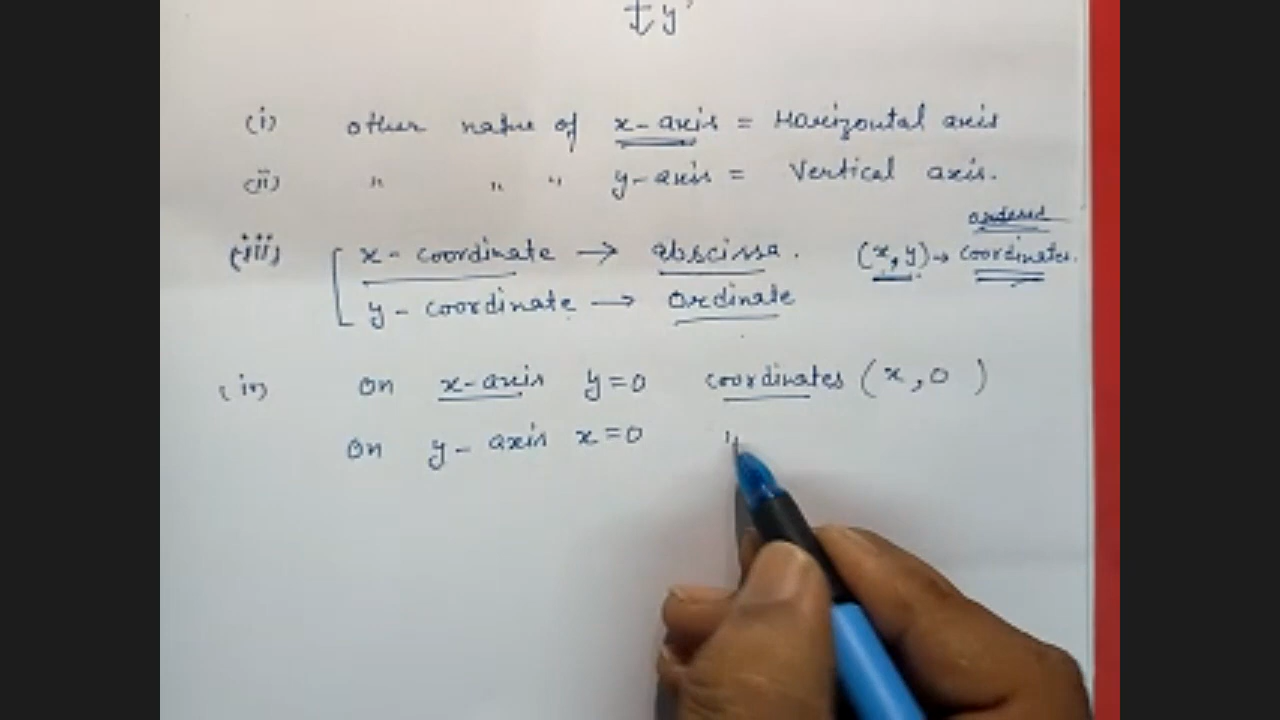 y'
(i) other name of x-axis = Horizontal axis
(ii) " " " y-axis = Vertical axis.
ordered
(iii) x-coordinate → abscissa. (x,y)→ coordinates.
y-coordinate → Ordinate
(iv) On x-axis y=0 coordinates (x,0 )
On y-axis x=0 "